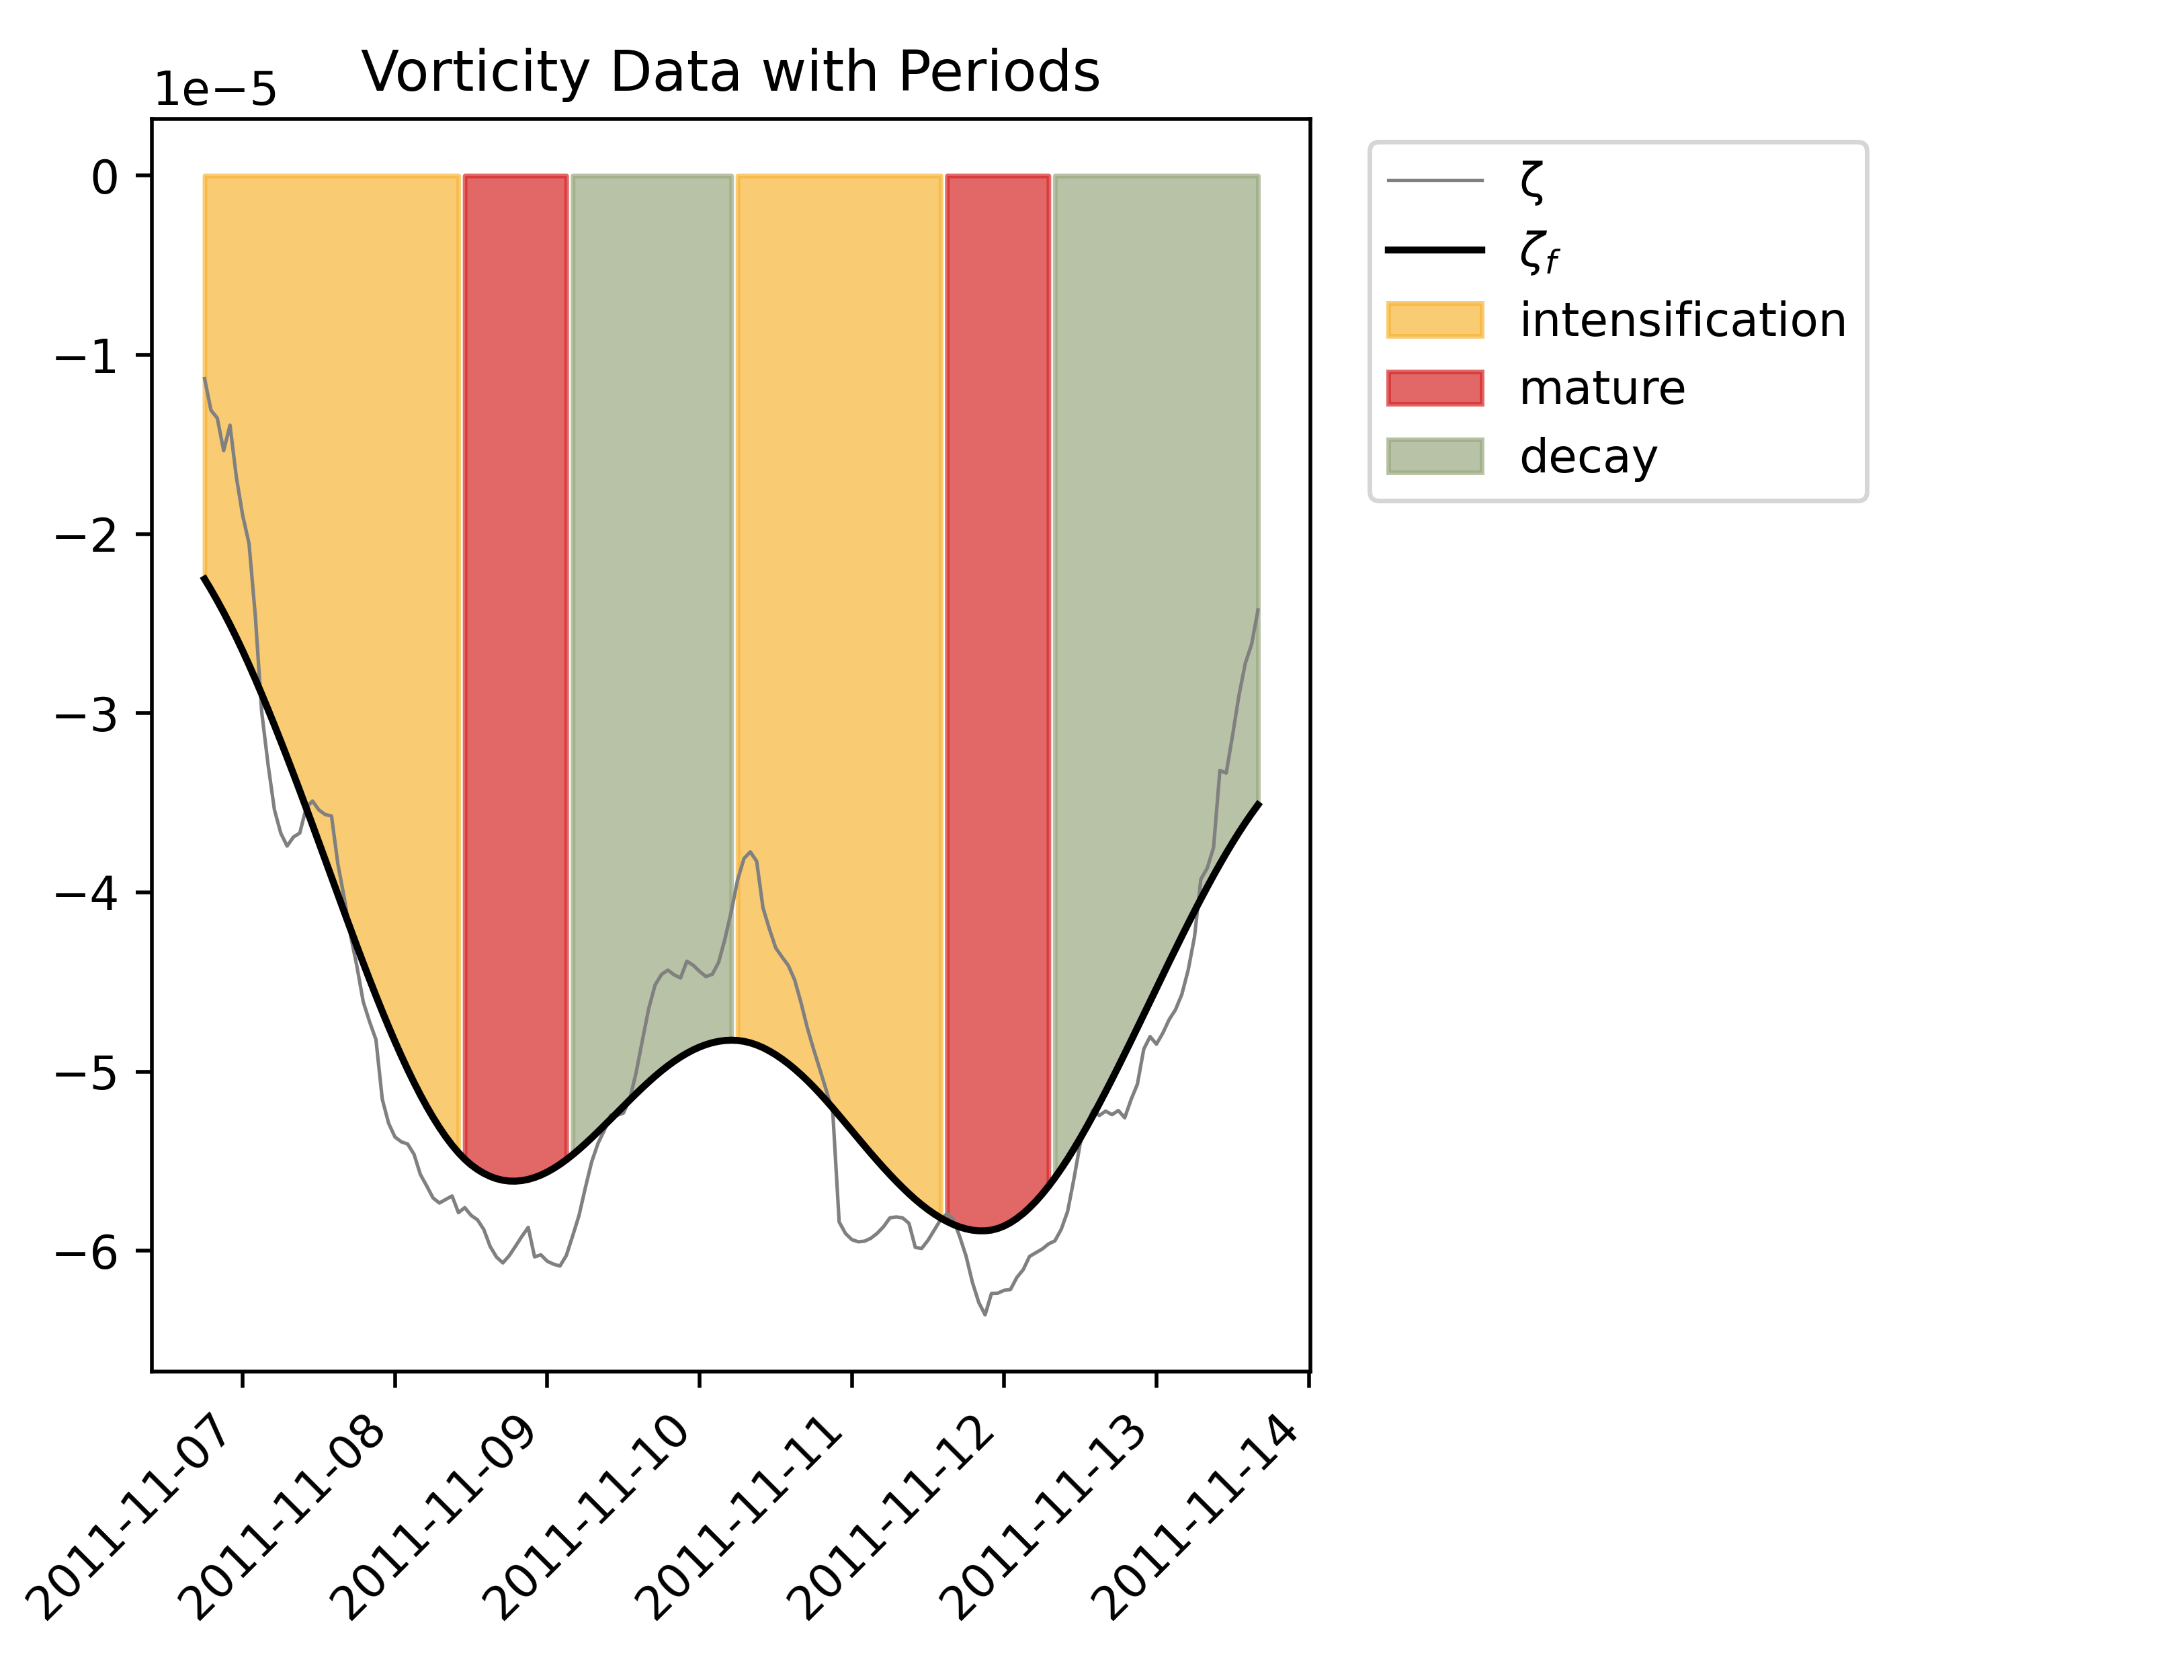 Vorticity Data with Periods
1e−5
0
−1
−2
−3
−4
−5
−6
2011-11-07
2011-11-08
2011-11-09
2011-11-10
2011-11-11
2011-11-12
2011-11-13
2011-11-14
ζ
ζf
intensification
mature
decay